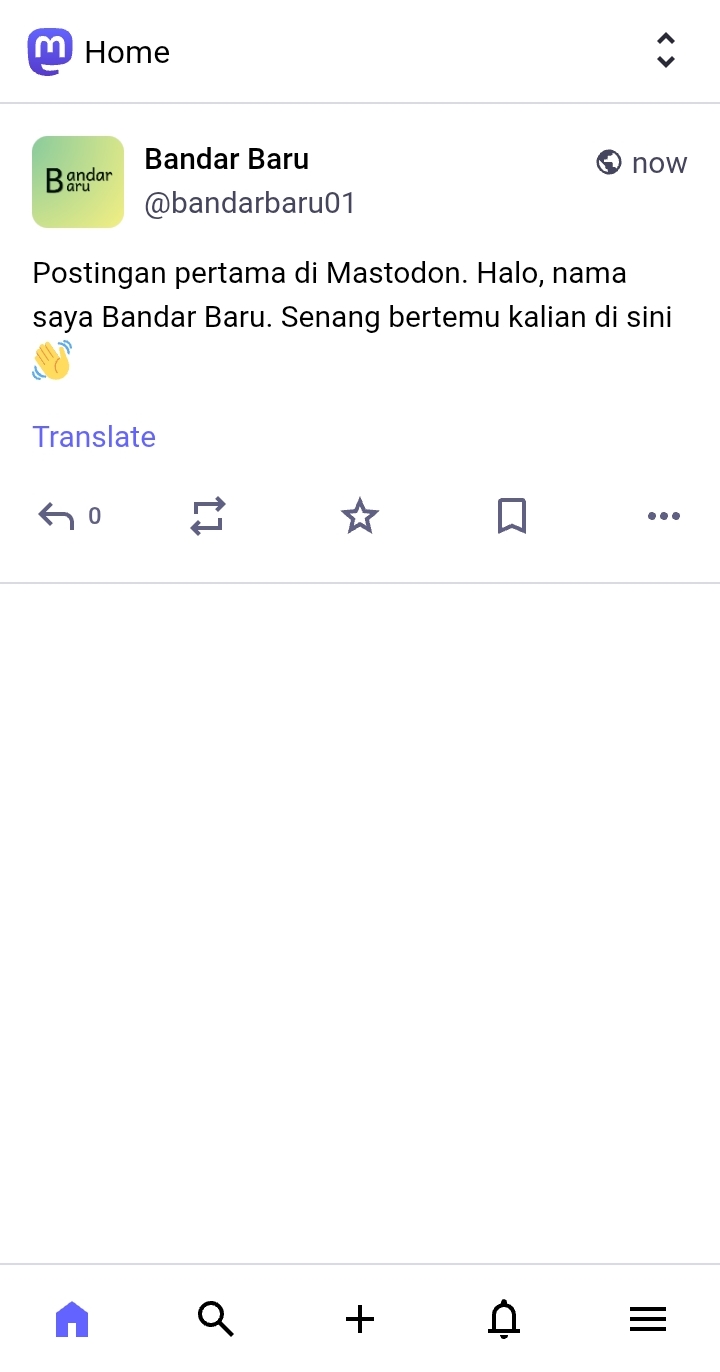 Home
Bandar Baru
now
@bandarbaru01
Bandar
aru
Postingan pertama di Mastodon. Halo, nama
saya Bandar Baru. Senang bertemu kalian di sini
👋
Translate
0